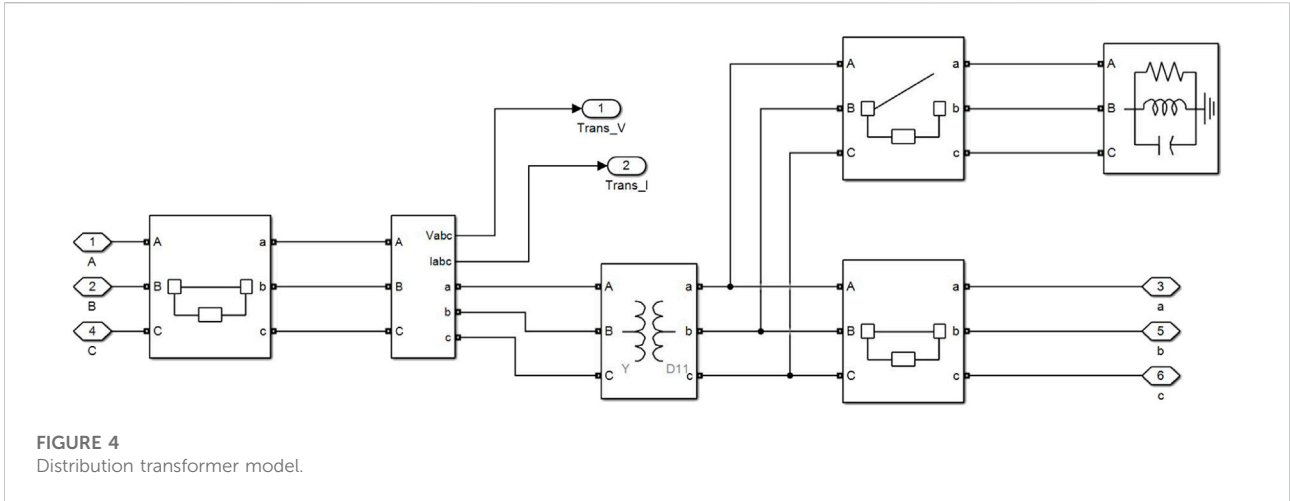 A a A
B b B
C c C
1
Trans_V
2
Trans_I
1 A a A Vabc
A
Iabc
2 B b B a A a A a 3
B a
b
4 C c C c B b B b 5
C b
C Y D11 c C c 6
c
FIGURE 4
Distribution transformer model.